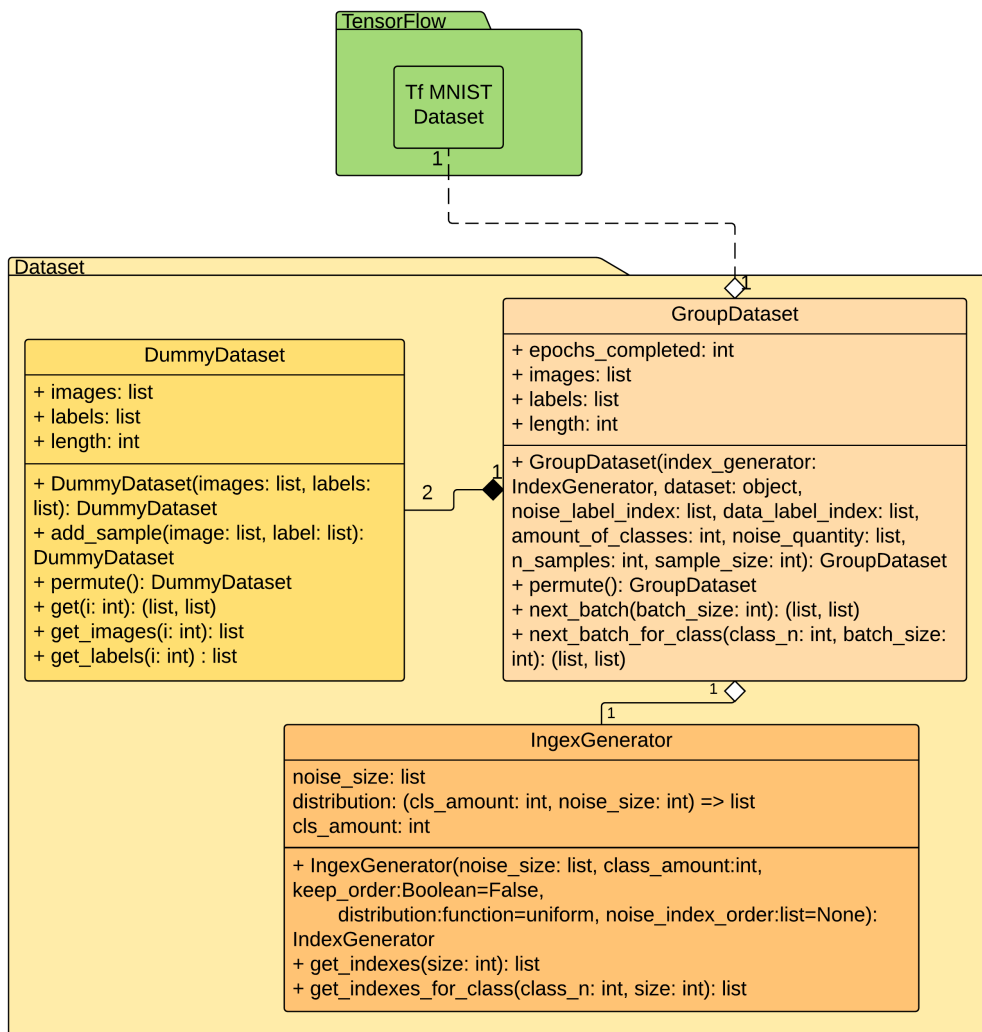 TensorFlow
Tf MNIST
Dataset
1
Dataset
1
GroupDataset
+ epochs_completed: int
+ images: list
+ labels: list
+ length: int
+ GroupDataset(index_generator:
IndexGenerator, dataset: object,
noise_label_index: list, data_label_index: list,
amount_of_classes: int, noise_quantity: list,
n_samples: int, sample_size: int): GroupDataset
+ permute(): GroupDataset
+ next_batch(batch_size: int): (list, list)
+ next_batch_for_class(class_n: int, batch_size:
int): (list, list)
DummyDataset
+ images: list
+ labels: list
+ length: int
+ DummyDataset(images: list, labels:
list): DummyDataset
+ add_sample(image: list, label: list):
DummyDataset
+ permute(): DummyDataset
+ get(i: int): (list, list)
+ get_images(i: int): list
+ get_labels(i: int) : list
2
1
1
1
IngexGenerator
noise_size: list
distribution: (cls_amount: int, noise_size: int) => list
cls_amount: int
+ IngexGenerator(noise_size: list, class_amount:int,
keep_order:Boolean=False,
distribution:function=uniform, noise_index_order:list=None):
IndexGenerator
+ get_indexes(size: int): list
+ get_indexes_for_class(class_n: int, size: int): list